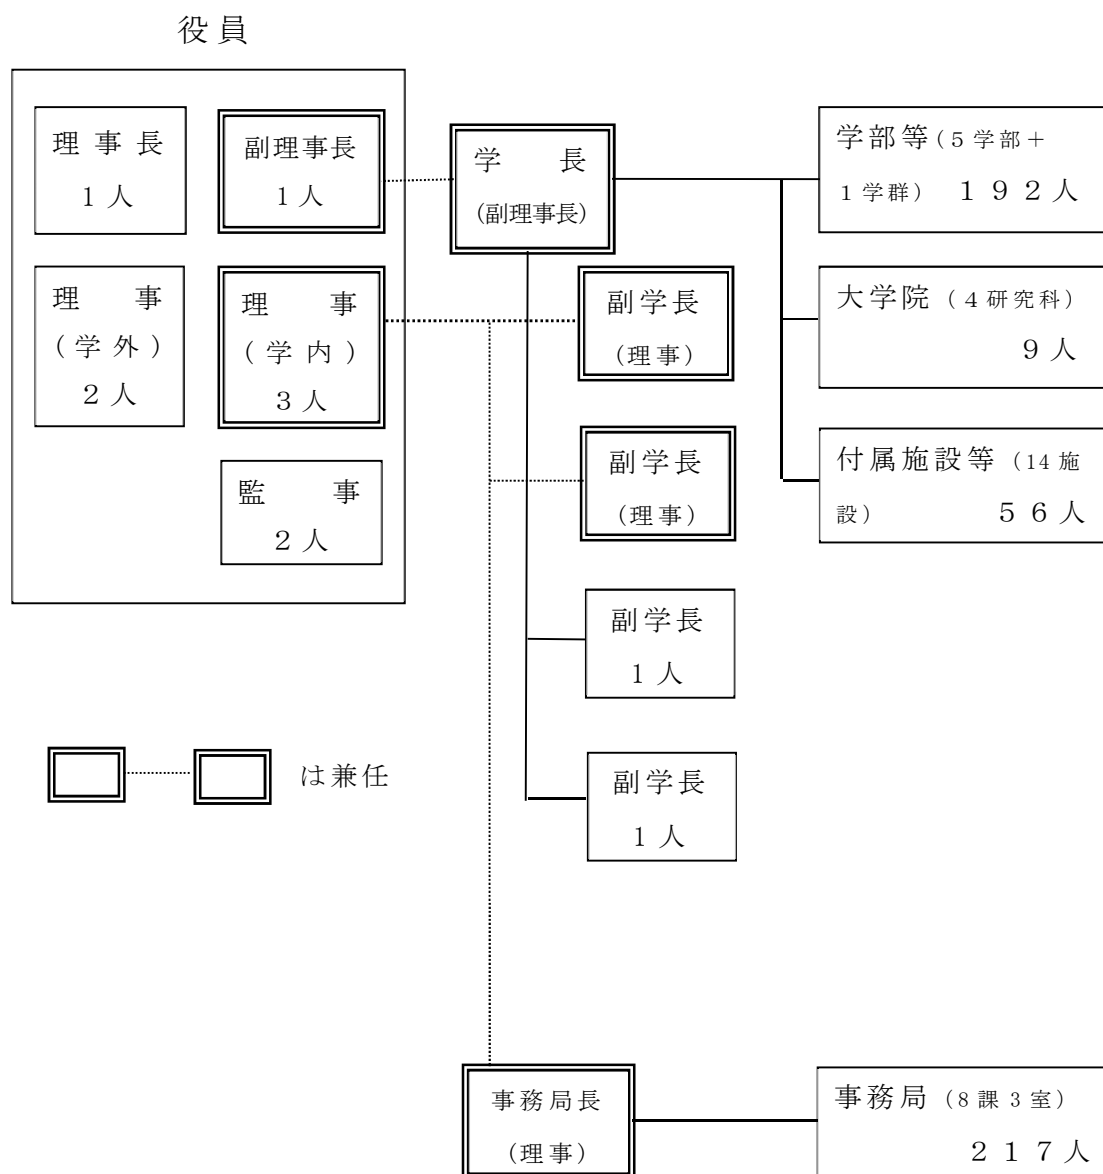 役員
理事長
1人
副理事長
1人
学長
(副理事長)
学部等(5学部+
1学群) 192人
理事
(学外)
2人
理事
(学内)
3人
副学長
(理事)
大学院(4研究科)
9人
副学長
(理事)
付属施設等(14施
設) 56人
監事
2人
副学長
1人
は兼任
副学長
1人
事務局長
(理事)
事務局(8課3室)
217人